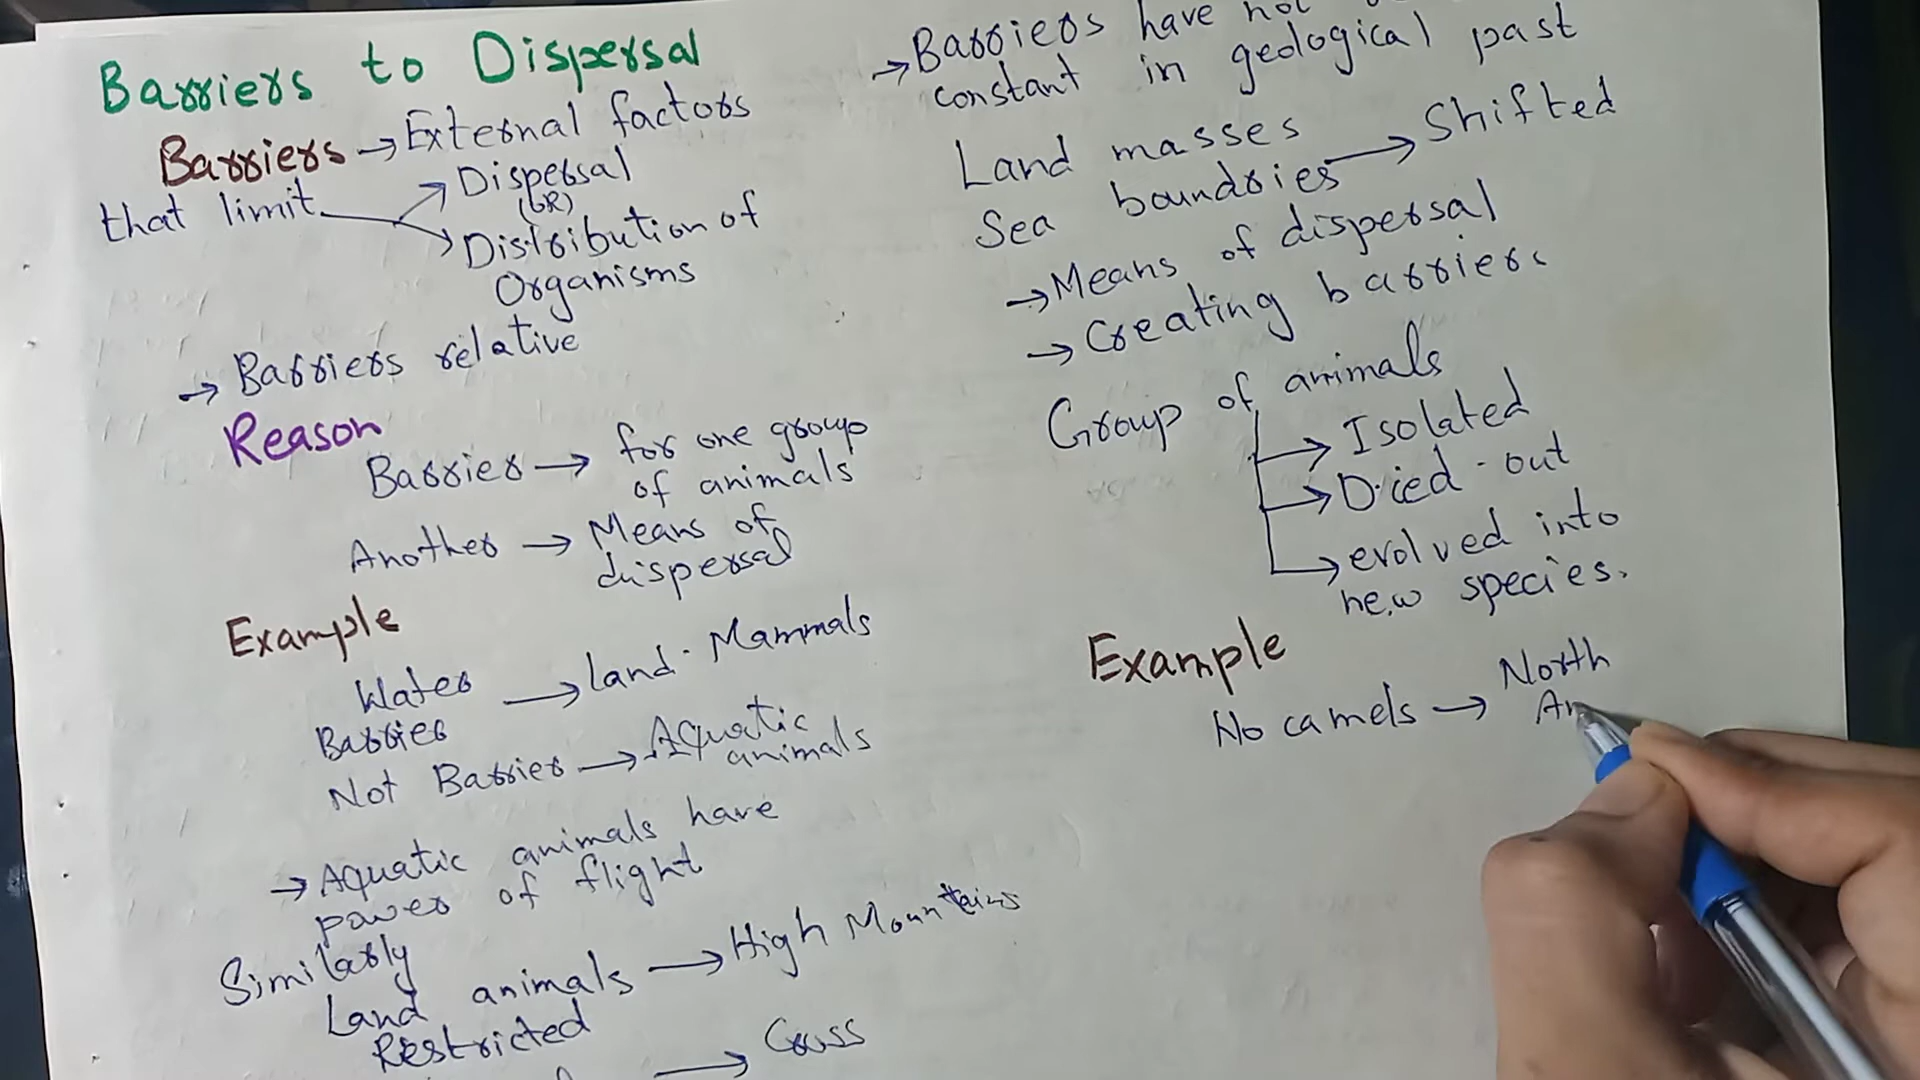 Barriers to Dispersal
Barriers → External factors
that limit → Dispersal
(OR)
→ Distribution of
Organisms
→ Barriers relative
Reason
Barrier → for one group
of animals
Another → Means of
dispersal
Example
Water → Land-Mammals
Barrier
Not Barrier → Aquatic
animals
→ Aquatic animals have
power of flight
Similarly
Land animals → High Mountains
Restricted
→ Cross
→ Barriers have not
constant in geological past
Land masses
Sea boundries → Shifted
→ Means of dispersal
→ Creating barriers
Group of animals
→ Isolated
→ Died-out
→ evolved into
new species.
Example
No camels → North
Am